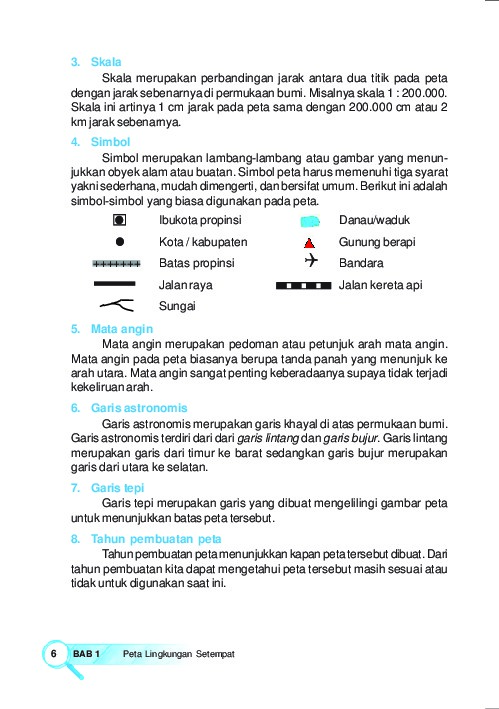 3. Skala
Skala merupakan perbandingan jarak antara dua titik pada peta
dengan jarak sebenarnya di permukaan bumi. Misalnya skala 1 : 200.000.
Skala ini artinya 1 cm jarak pada peta sama dengan 200.000 cm atau 2
km jarak sebenarnya.
4. Simbol
Simbol merupakan lambang-lambang atau gambar yang menun-
jukkan obyek alam atau buatan. Simbol peta harus memenuhi tiga syarat
yakni sederhana, mudah dimengerti, dan bersifat umum. Berikut ini adalah
simbol-simbol yang biasa digunakan pada peta.
Ibukota propinsi Danau/waduk
Kota / kabupaten Gunung berapi
Batas propinsi Bandara
Jalan raya Jalan kereta api
Sungai
5. Mata angin
Mata angin merupakan pedoman atau petunjuk arah mata angin.
Mata angin pada peta biasanya berupa tanda panah yang menunjuk ke
arah utara. Mata angin sangat penting keberadaanya supaya tidak terjadi
kekeliruan arah.
6. Garis astronomis
Garis astronomis merupakan garis khayal di atas permukaan bumi.
Garis astronomis terdiri dari dari garis lintang dan garis bujur. Garis lintang
merupakan garis dari timur ke barat sedangkan garis bujur merupakan
garis dari utara ke selatan.
7. Garis tepi
Garis tepi merupakan garis yang dibuat mengelilingi gambar peta
untuk menunjukkan batas peta tersebut.
8. Tahun pembuatan peta
Tahun pembuatan peta menunjukkan kapan peta tersebut dibuat. Dari
tahun pembuatan kita dapat mengetahui peta tersebut masih sesuai atau
tidak untuk digunakan saat ini.
6 BAB 1 Peta Lingkungan Setempat